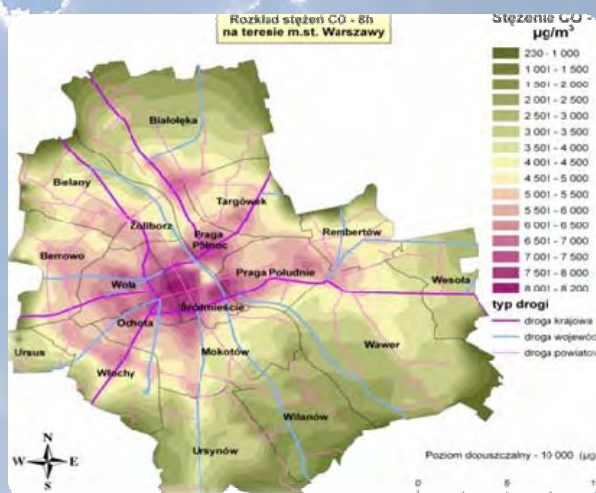 Rozkład stężeń CO - 8h
na teresie m.st. Warszawy
Stężenie CO -
µg/m³
230 - 1 000
1 001 - 1 500
1 501 - 2 000
2 001 - 2 500
2 501 - 3 000
3 001 - 3 500
3 501 - 4 000
4 001 - 4 500
4 501 - 5 000
5 001 - 5 500
5 501 - 6 000
6 001 - 6 500
6 501 - 7 000
7 001 - 7 500
7 501 - 8 000
8 001 - 8 200
typ drogi
droga krajowa
droga wojewód
droga powiatow
Białołęka
Bielany
Targówek
Żoliborz
Praga
Północ
Rembertów
Bemowo
Wola
Praga Południe
Wesoła
Śródmieście
Ochota
Ursus
Mokotów
Wawer
Włochy
Wilanów
Ursynów
N
W E
S
Poziom dopuszczalny - 10 000 (µg
0 5 10